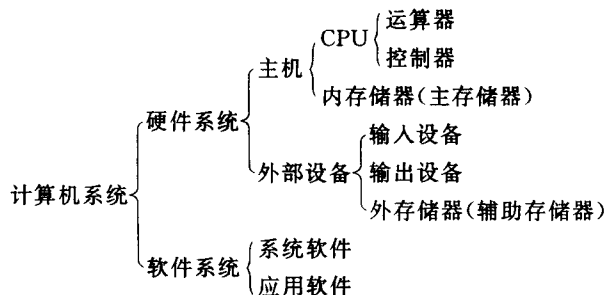 运算器
CPU
控制器
主机
内存储器(主存储器)
硬件系统
输入设备
外部设备
输出设备
计算机系统
外存储器(辅助存储器)
系统软件
软件系统
应用软件